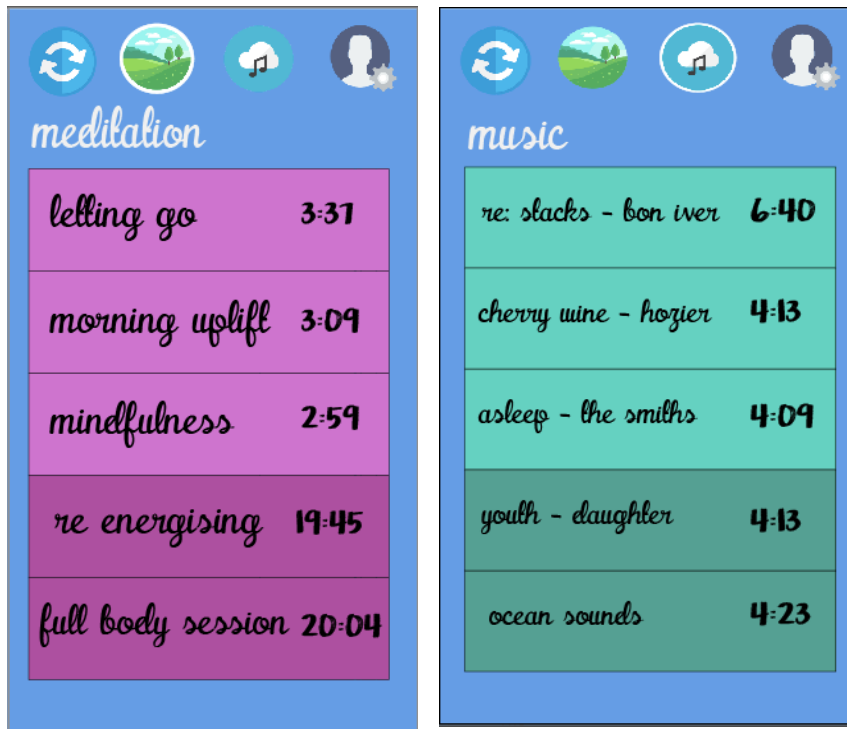 meditation
letting go 3:37
morning uplift 3:09
mindfulness 2:59
re energising 19:45
full body session 20:04
music
re: stacks - bon iver 6:40
cherry wine - hozier 4:13
asleep - the smiths 4:09
youth - daughter 4:13
ocean sounds 4:23